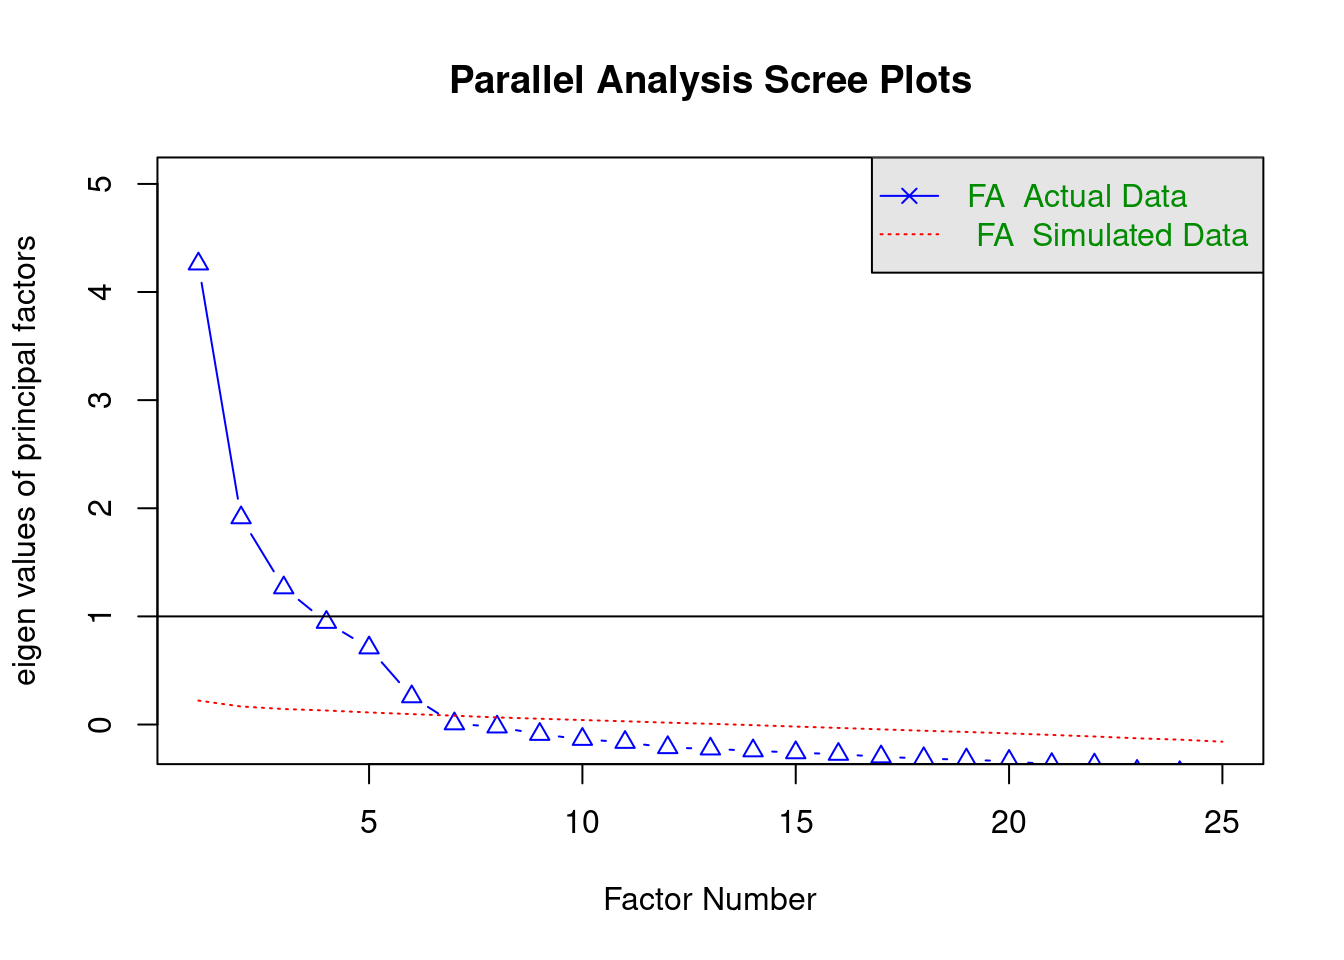 Parallel Analysis Scree Plots
FA Actual Data
FA Simulated Data
eigen values of principal factors
5
4
3
2
1
0
5
10
15
20
25
Factor Number